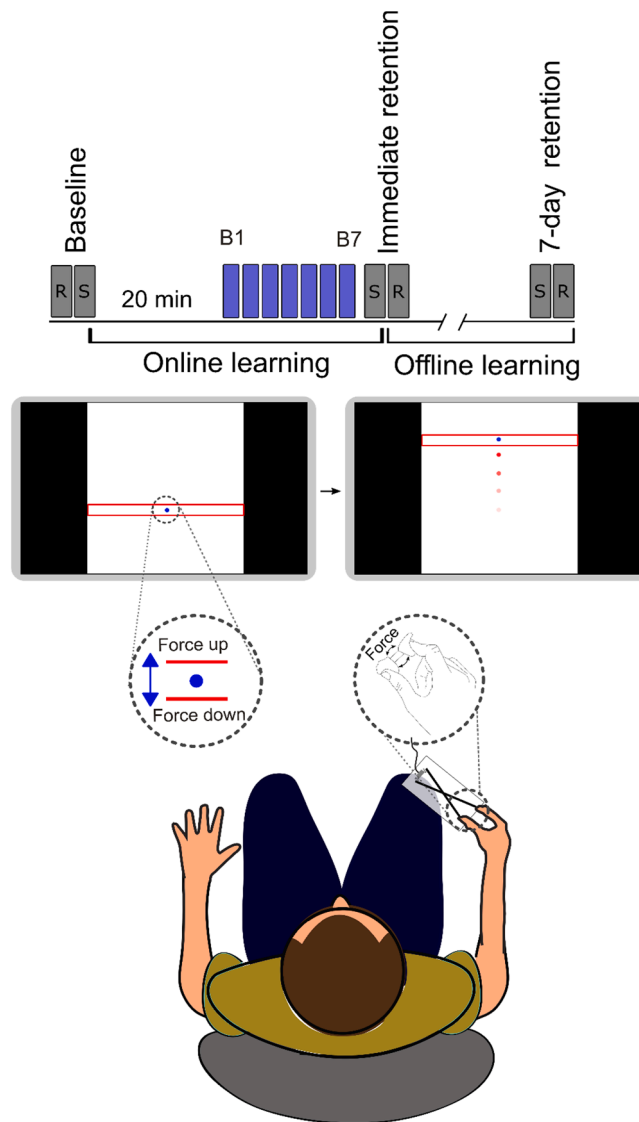 Baseline
Immediate retention
7-day retention
B1
B7
R
S
20 min
S
R
S
R
Online learning
Offline learning
Force up
Force down
Force